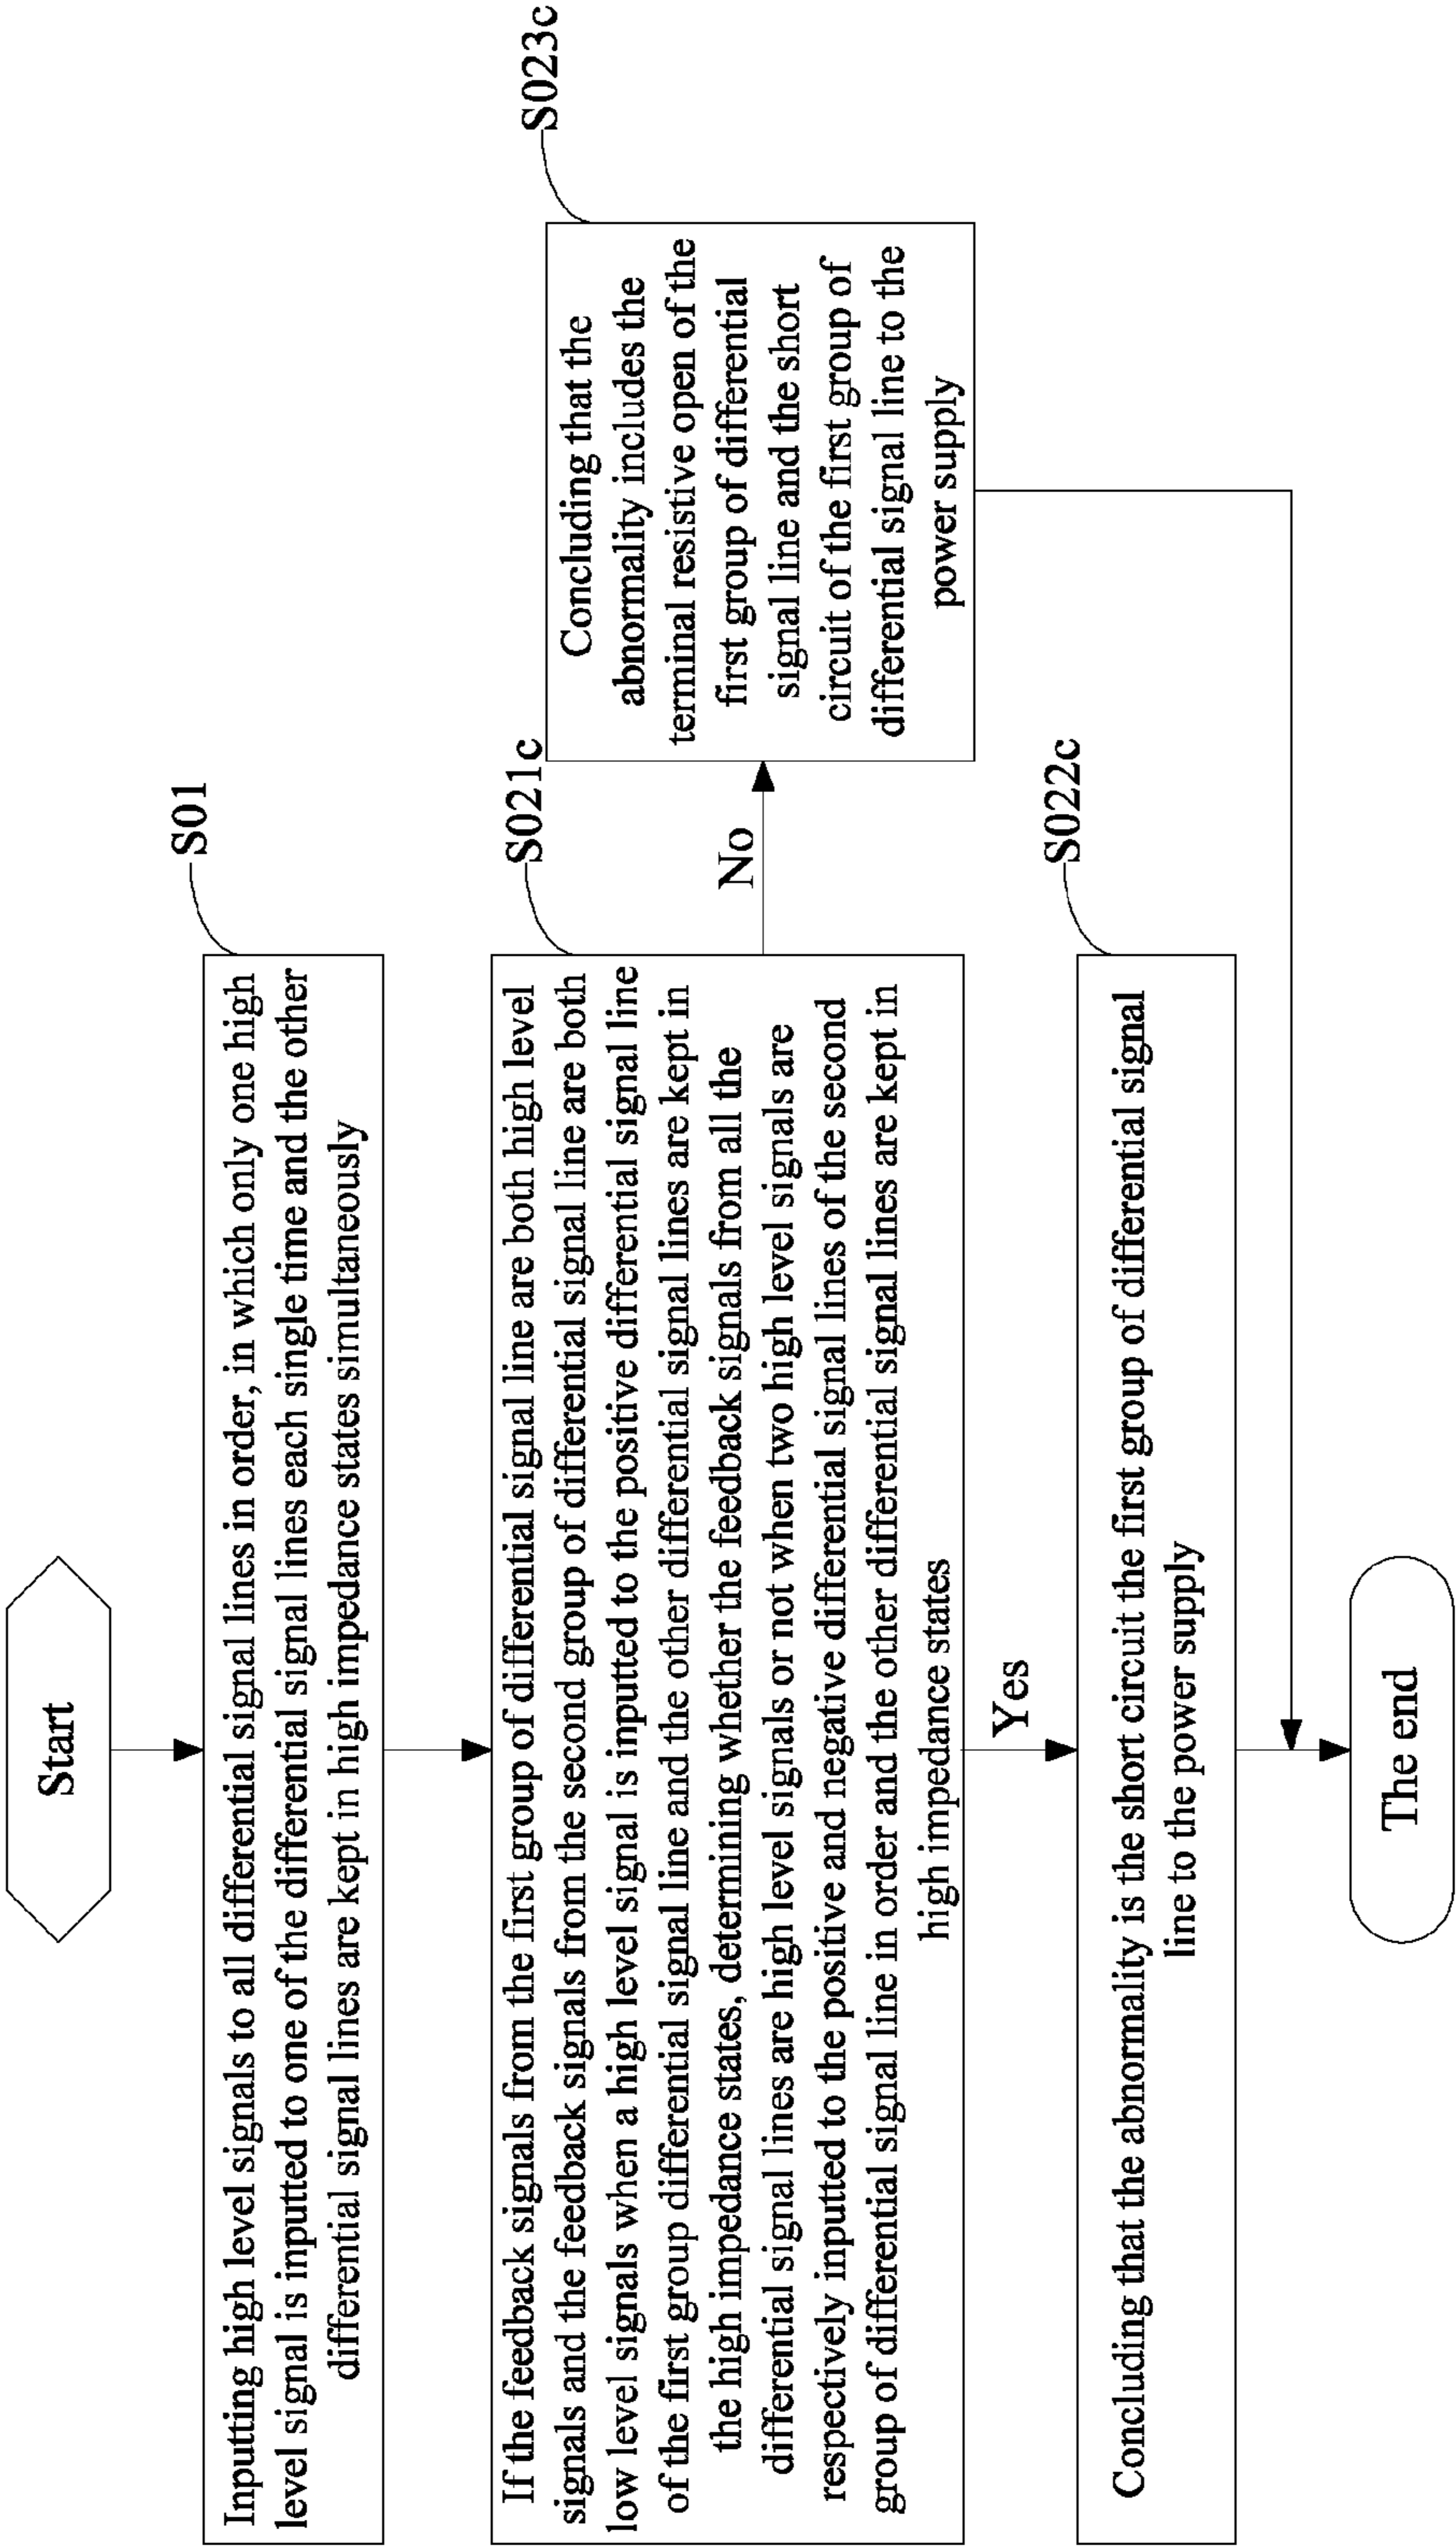 Start
S01
Inputting high level signals to all differential signal lines in order, in which only one high
level signal is inputted to one of the differential signal lines each single time and the other
differential signal lines are kept in high impedance states simultaneously
S021c
If the feedback signals from the first group of differential signal line are both high level
signals and the feedback signals from the second group of differential signal line are both
low level signals when a high level signal is inputted to the positive differential signal line
of the first group differential signal line and the other differential signal lines are kept in
the high impedance states, determining whether the feedback signals from all the
differential signal lines are high level signals or not when two high level signals are
respectively inputted to the positive and negative differential signal lines of the second
group of differential signal line in order and the other differential signal lines are kept in
high impedance states
No
S023c
Concluding that the
abnormality includes the
terminal resistive open of the
first group of differential
signal line and the short
circuit of the first group of
differential signal line to the
power supply
Yes
S022c
Concluding that the abnormality is the short circuit the first group of differential signal
line to the power supply
The end